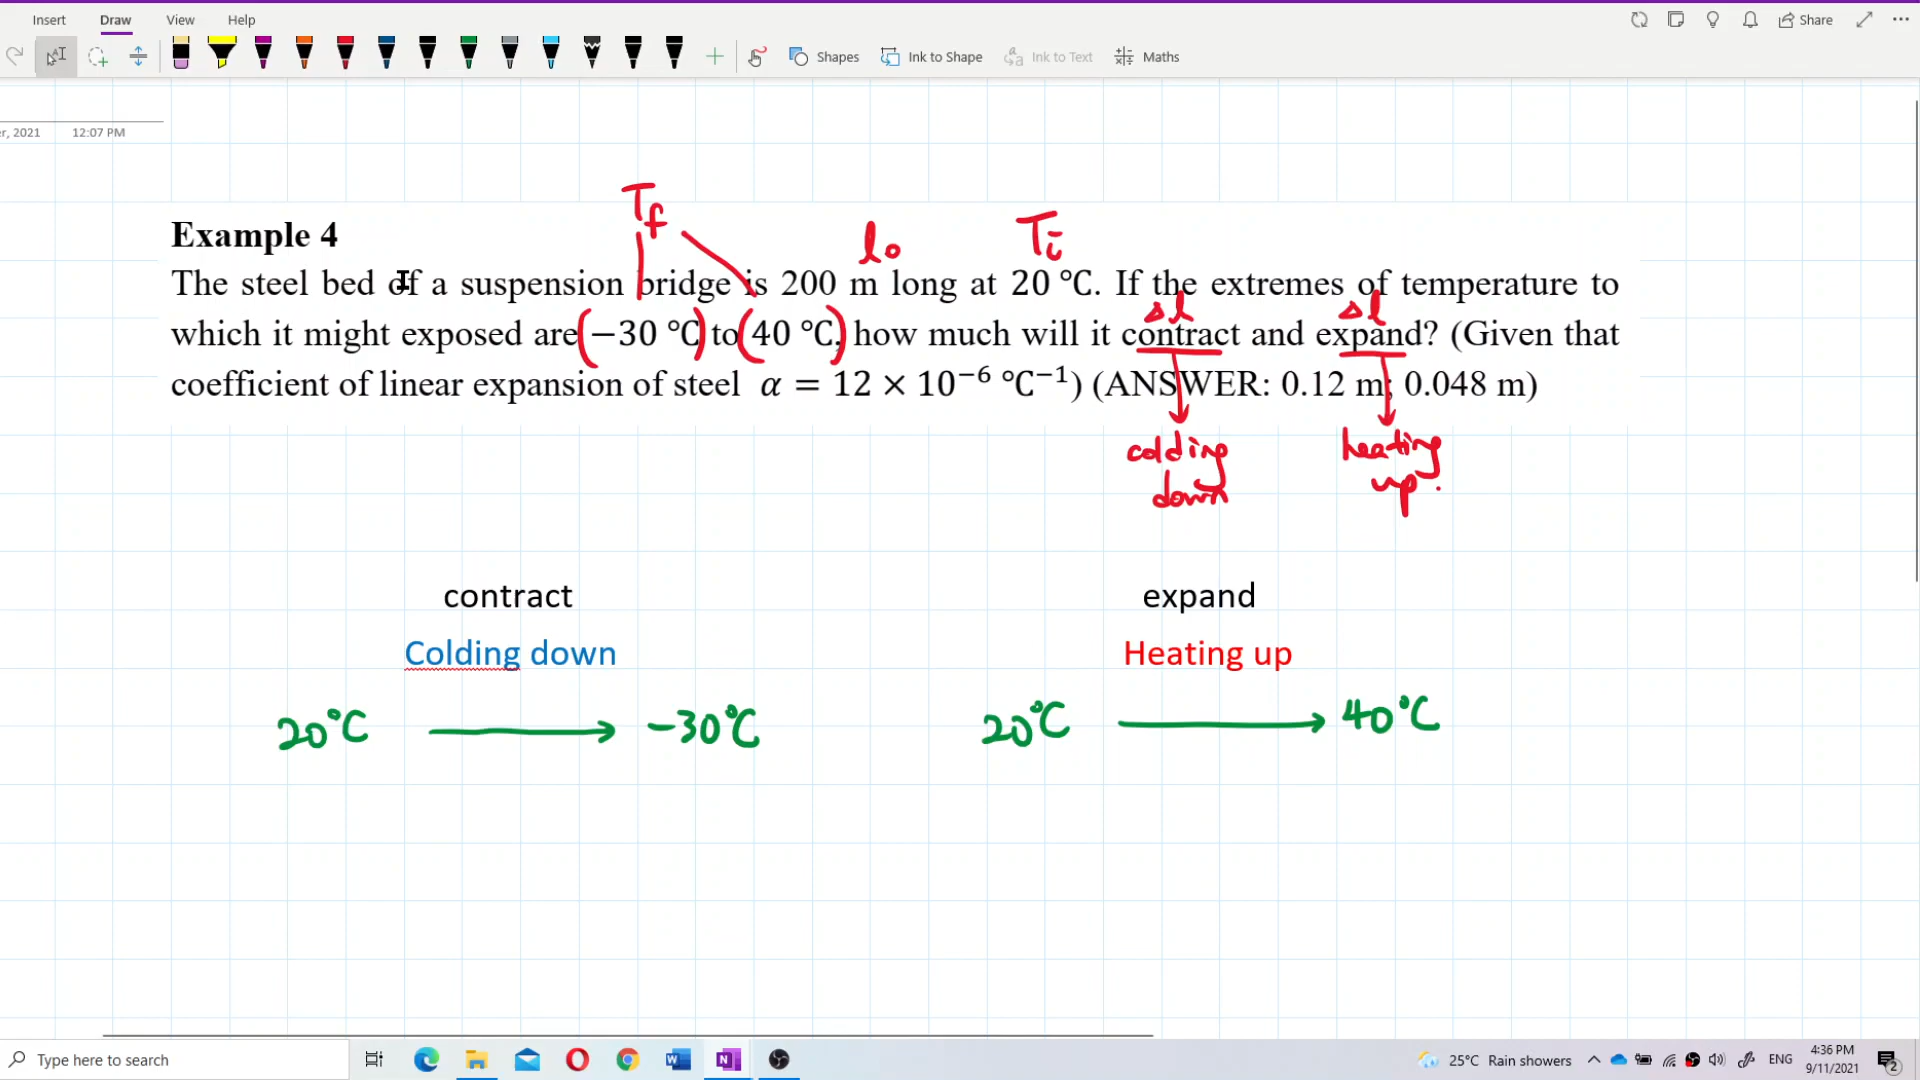 Insert Draw View Help
Share
Shapes Ink to Shape Ink to Text Maths
er, 2021 12:07 PM
T_f
l₀ T_i
Example 4
The steel bed of a suspension bridge is 200 m long at 20 ℃. If the extremes of temperature to
Δl Δl
which it might exposed are (−30 ℃) to (40 ℃,) how much will it contract and expand? (Given that
coefficient of linear expansion of steel α = 12 × 10⁻⁶ ℃⁻¹) (ANSWER: 0.12 m; 0.048 m)
colding heating
down up.
contract expand
Colding down Heating up
20°C → −30°C 20°C → 40°C
Type here to search
25°C Rain showers
ENG
4:36 PM
9/11/2021
2